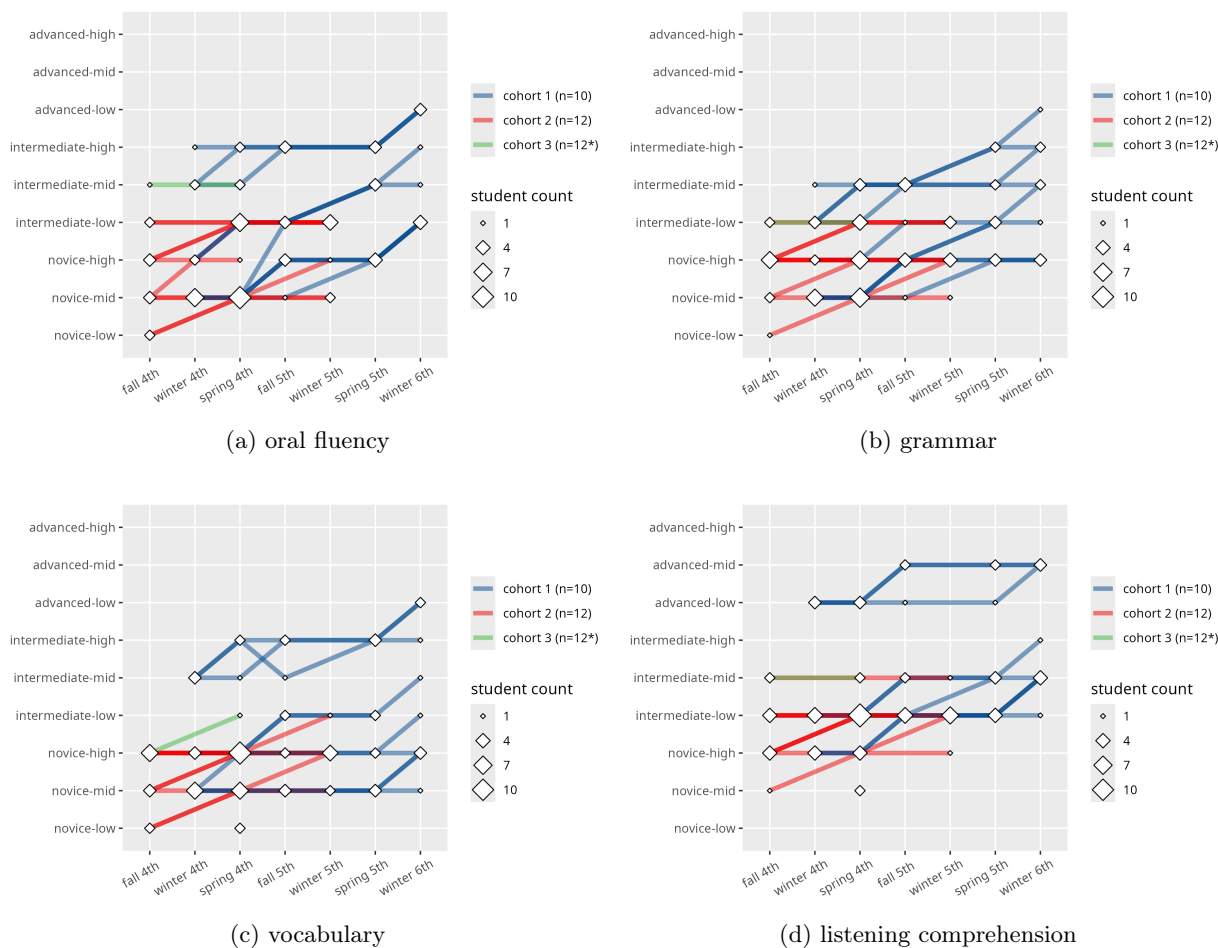 advanced-high
advanced-mid
advanced-low
intermediate-high
intermediate-mid
intermediate-low
novice-high
novice-mid
novice-low
fall 4th
winter 4th
spring 4th
fall 5th
winter 5th
spring 5th
winter 6th
cohort 1 (n=10)
cohort 2 (n=12)
cohort 3 (n=12*)
student count
1
4
7
10
(a) oral fluency
advanced-high
advanced-mid
advanced-low
intermediate-high
intermediate-mid
intermediate-low
novice-high
novice-mid
novice-low
fall 4th
winter 4th
spring 4th
fall 5th
winter 5th
spring 5th
winter 6th
cohort 1 (n=10)
cohort 2 (n=12)
cohort 3 (n=12*)
student count
1
4
7
10
(b) grammar
advanced-high
advanced-mid
advanced-low
intermediate-high
intermediate-mid
intermediate-low
novice-high
novice-mid
novice-low
fall 4th
winter 4th
spring 4th
fall 5th
winter 5th
spring 5th
winter 6th
cohort 1 (n=10)
cohort 2 (n=12)
cohort 3 (n=12*)
student count
1
4
7
10
(c) vocabulary
advanced-high
advanced-mid
advanced-low
intermediate-high
intermediate-mid
intermediate-low
novice-high
novice-mid
novice-low
fall 4th
winter 4th
spring 4th
fall 5th
winter 5th
spring 5th
winter 6th
cohort 1 (n=10)
cohort 2 (n=12)
cohort 3 (n=12*)
student count
1
4
7
10
(d) listening comprehension